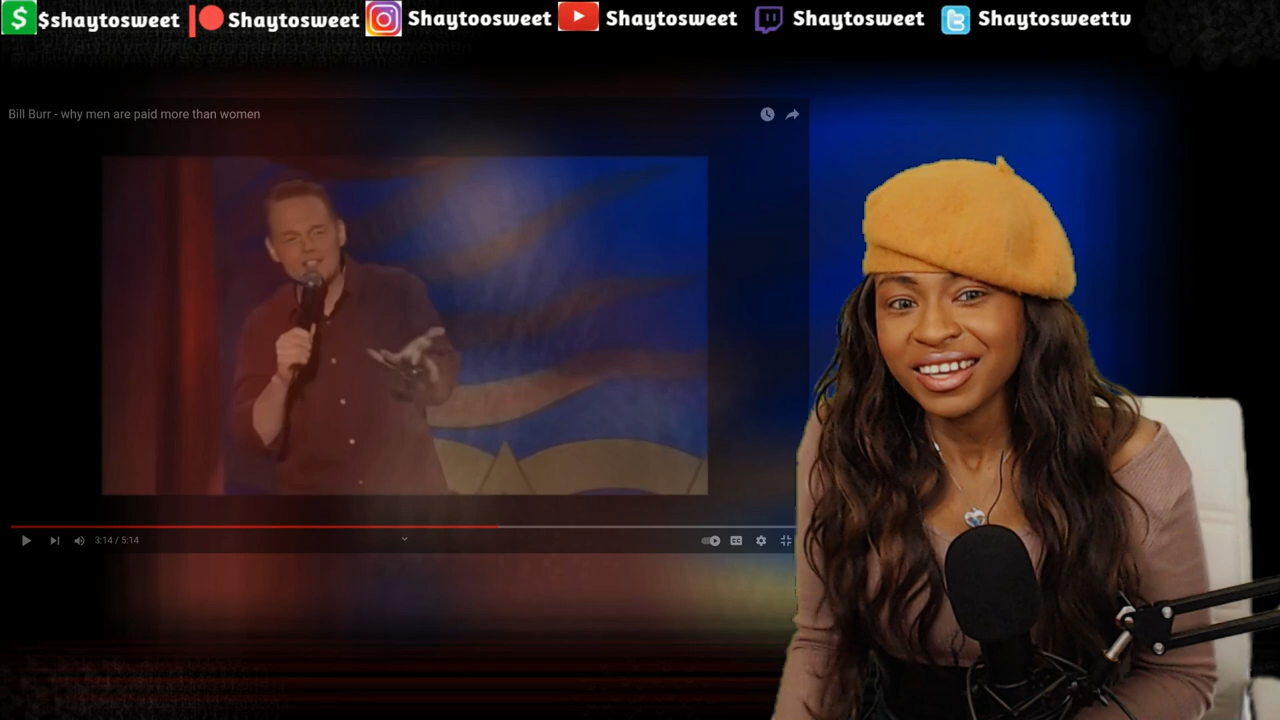 $shaytosweet Shaytosweet Shaytoosweet Shaytosweet Shaytosweet Shaytosweettv
Bill Burr - why men are paid more than women
3:14 / 5:14
CC